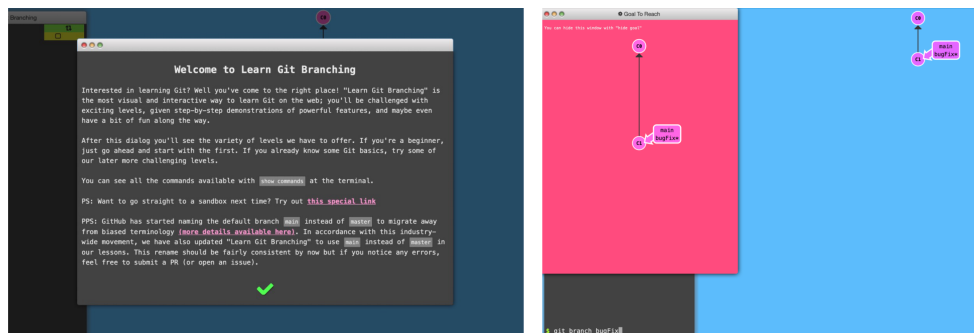 Branching
C0
Welcome to Learn Git Branching
Interested in learning Git? Well you've come to the right place! "Learn Git Branching" is
the most visual and interactive way to learn Git on the web; you'll be challenged with
exciting levels, given step-by-step demonstrations of powerful features, and maybe even
have a bit of fun along the way.
After this dialog you'll see the variety of levels we have to offer. If you're a beginner,
just go ahead and start with the first. If you already know some Git basics, try some of
our later more challenging levels.
You can see all the commands available with show commands at the terminal.
PS: Want to go straight to a sandbox next time? Try out this special link
PPS: GitHub has started naming the default branch main instead of master to migrate away
from biased terminology (more details available here). In accordance with this industry-
wide movement, we have also updated "Learn Git Branching" to use main instead of master in
our lessons. This rename should be fairly consistent by now but if you notice any errors,
feel free to submit a PR (or open an issue).
Goal To Reach
You can hide this window with "hide goal"
C0
main
bugFix*
C1
C0
main
bugFix*
C1
$ git branch bugFix